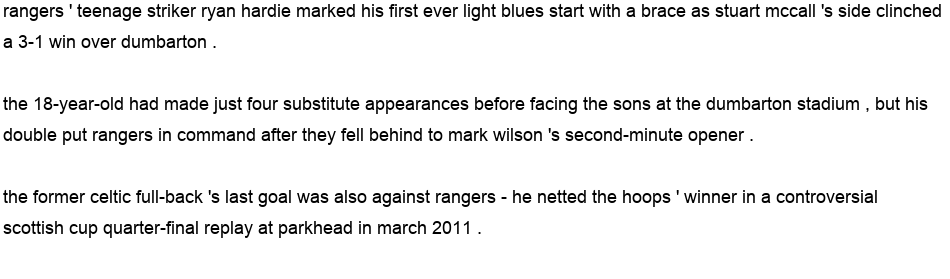 rangers ' teenage striker ryan hardie marked his first ever light blues start with a brace as stuart mccall 's side clinched
a 3-1 win over dumbarton .
the 18-year-old had made just four substitute appearances before facing the sons at the dumbarton stadium , but his
double put rangers in command after they fell behind to mark wilson 's second-minute opener .
the former celtic full-back 's last goal was also against rangers - he netted the hoops ' winner in a controversial
scottish cup quarter-final replay at parkhead in march 2011 .